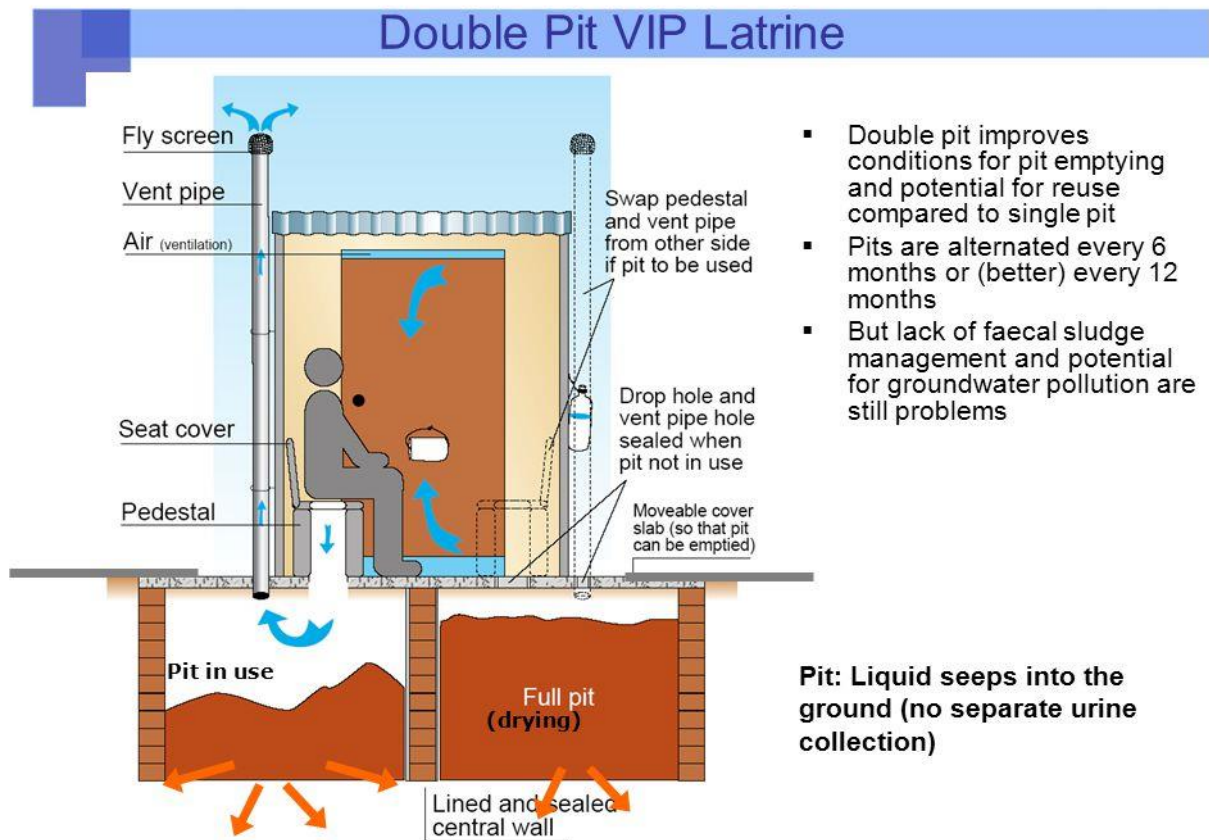 Double Pit VIP Latrine
Fly screen
Vent pipe
Air (ventilation)
Seat cover
Pedestal
Swap pedestal
and vent pipe
from other side
if pit to be used
Drop hole and
vent pipe hole
sealed when
pit not in use
Moveable cover
slab (so that pit
can be emptied)
Pit in use
Full pit
(drying)
Lined and sealed
central wall
▪ Double pit improves
conditions for pit emptying
and potential for reuse
compared to single pit
▪ Pits are alternated every 6
months or (better) every 12
months
▪ But lack of faecal sludge
management and potential
for groundwater pollution are
still problems
Pit: Liquid seeps into the
ground (no separate urine
collection)